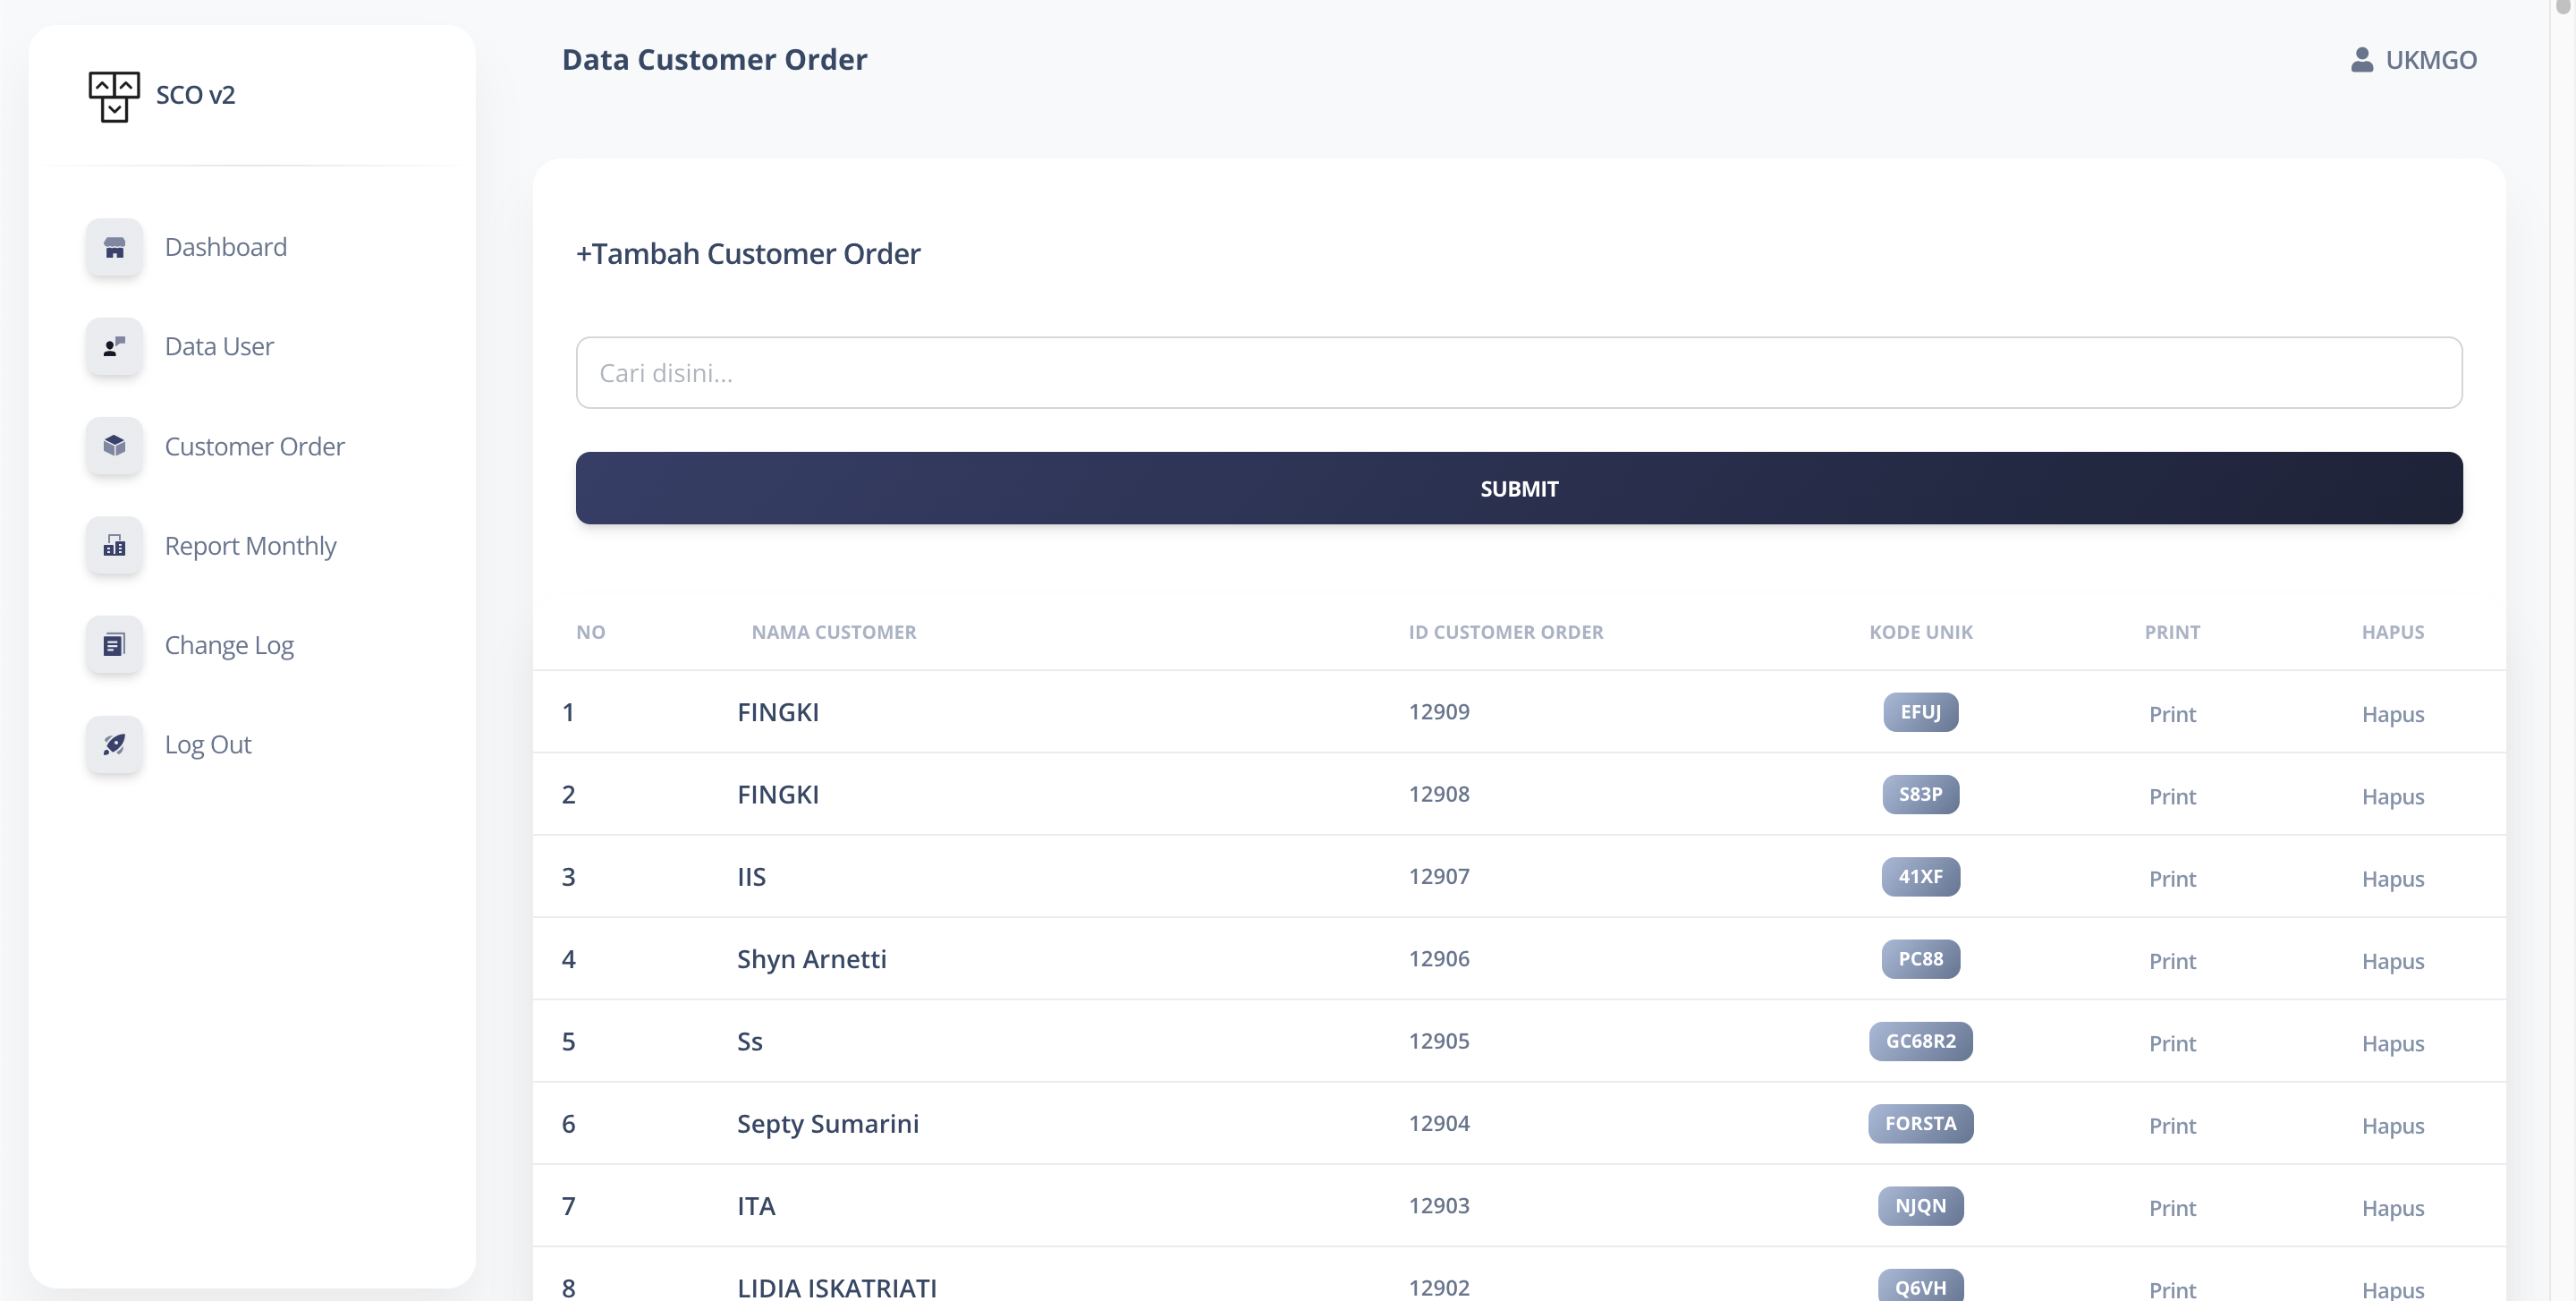 SCO v2
Dashboard
Data User
Customer Order
Report Monthly
Change Log
Log Out
Data Customer Order
UKMGO
+Tambah Customer Order
Cari disini...
SUBMIT
NO NAMA CUSTOMER ID CUSTOMER ORDER KODE UNIK PRINT HAPUS
1 FINGKI 12909 EFUJ Print Hapus
2 FINGKI 12908 S83P Print Hapus
3 IIS 12907 41XF Print Hapus
4 Shyn Arnetti 12906 PC88 Print Hapus
5 Ss 12905 GC68R2 Print Hapus
6 Septy Sumarini 12904 FORSTA Print Hapus
7 ITA 12903 NJQN Print Hapus
8 LIDIA ISKATRIATI 12902 Q6VH Print Hapus